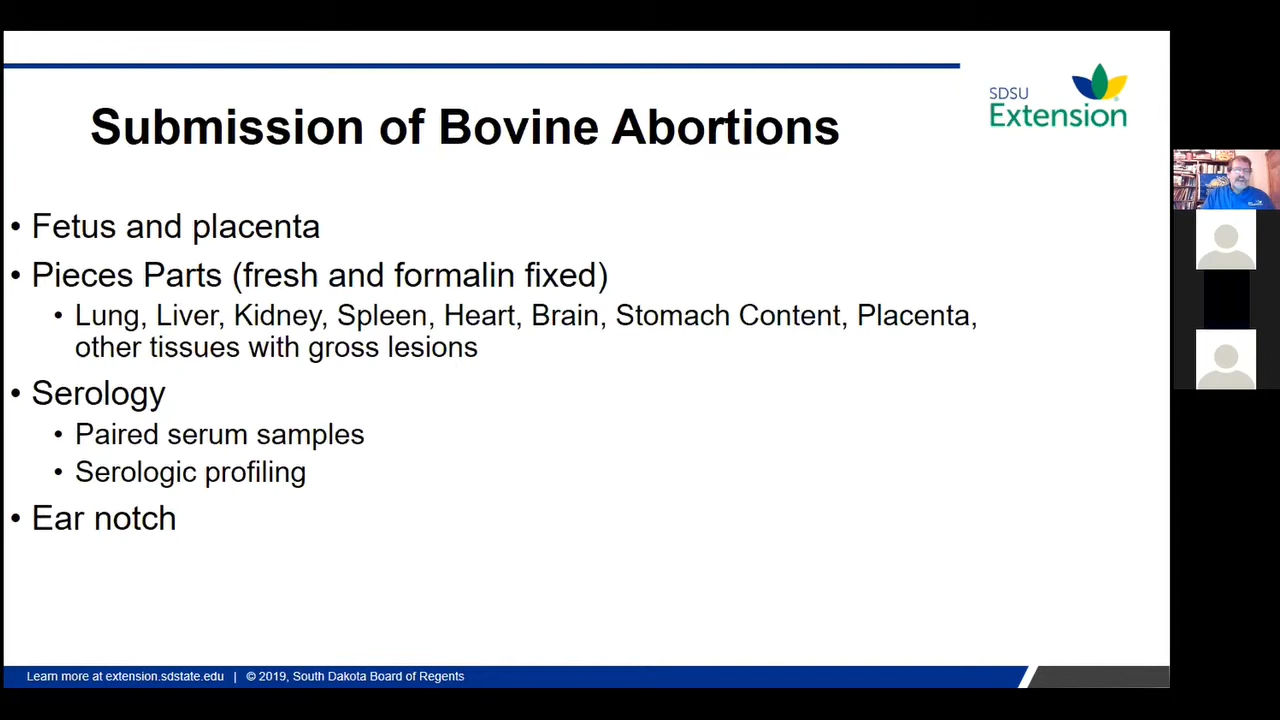 SDSU
Extension
Submission of Bovine Abortions
• Fetus and placenta
• Pieces Parts (fresh and formalin fixed)
• Lung, Liver, Kidney, Spleen, Heart, Brain, Stomach Content, Placenta,
other tissues with gross lesions
• Serology
• Paired serum samples
• Serologic profiling
• Ear notch
Learn more at extension.sdstate.edu | © 2019, South Dakota Board of Regents